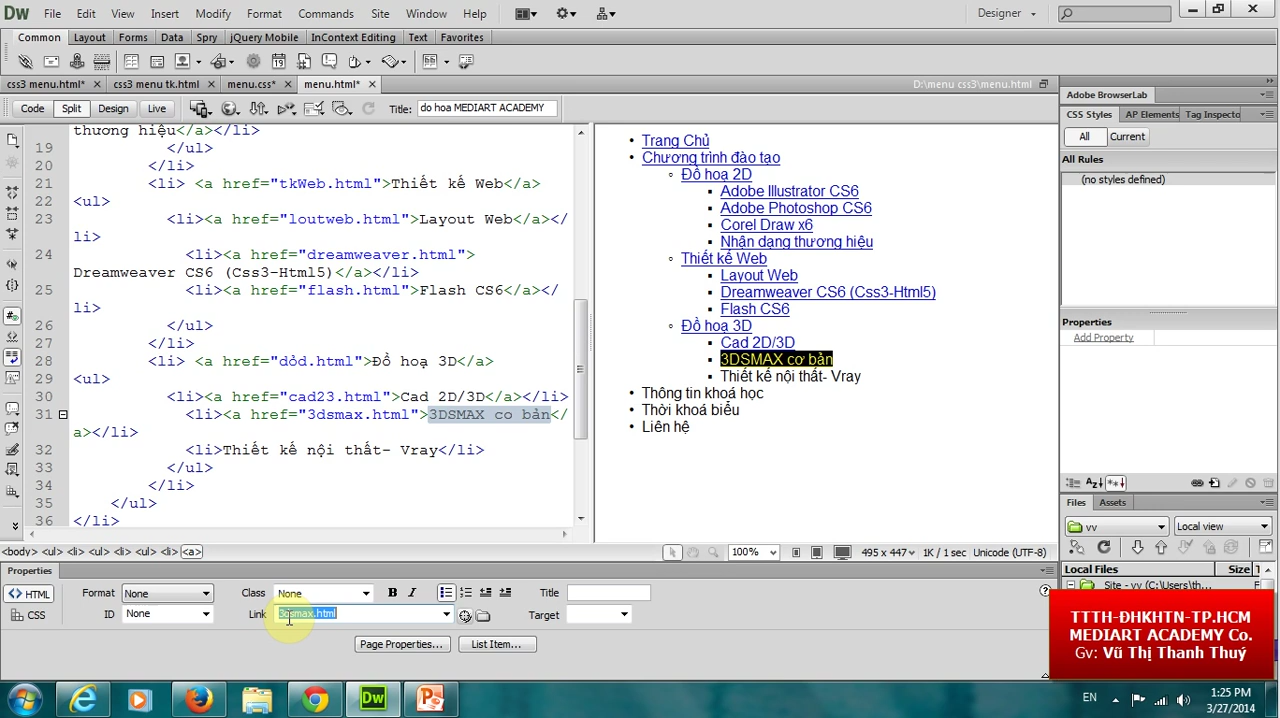 Dw File Edit View Insert Modify Format Commands Site Window Help Designer
Common Layout Forms Data Spry jQuery Mobile InContext Editing Text Favorites
css3 menu.html* css3 menu tk.html menu.css* menu.html* D:\menu css3\menu.html
Code Split Design Live Title: do hoa MEDIART ACADEMY
thương hiệu</a></li>
19 </ul>
20 </li>
21 <li> <a href="tkWeb.html">Thiết kế Web</a>
22 <ul>
23 <li><a href="loutweb.html">Layout Web</a></
li>
24 <li><a href="dreamweaver.html">
Dreamweaver CS6 (Css3-Html5)</a></li>
25 <li><a href="flash.html">Flash CS6</a></
li>
26 </ul>
27 </li>
28 <li> <a href="dỏd.html">Đồ hoạ 3D</a>
29 <ul>
30 <li><a href="cad23.html">Cad 2D/3D</a></li>
31 <li><a href="3dsmax.html">3DSMAX cơ bản</
a></li>
32 <li>Thiết kế nội thất- Vray</li>
33 </ul>
34 </li>
35 </ul>
36 </li>
• Trang Chủ
• Chương trình đào tạo
◦ Đồ hoạ 2D
▪ Adobe Illustrator CS6
▪ Adobe Photoshop CS6
▪ Corel Draw x6
▪ Nhận dạng thương hiệu
◦ Thiết kế Web
▪ Layout Web
▪ Dreamweaver CS6 (Css3-Html5)
▪ Flash CS6
◦ Đồ hoạ 3D
▪ Cad 2D/3D
▪ 3DSMAX cơ bản
▪ Thiết kế nội thất- Vray
• Thông tin khoá học
• Thời khoá biểu
• Liên hệ
Adobe BrowserLab
CSS Styles AP Elements Tag Inspecto
All Current
All Rules
(no styles defined)
Properties
Add Property
Files Assets
vv Local view
Local Files Size
Site - vv (C:\Users\th...
<body> <ul> <li> <ul> <li> <ul> <li> <a> 100% 495 x 447 1K / 1 sec Unicode (UTF-8)
Properties
HTML Format None Class None B I Title
CSS ID None Link 3dsmax.html Target
Page Properties... List Item...
TTTH-ĐHKHTN-TP.HCM
MEDIART ACADEMY Co.
Gv: Vũ Thị Thanh Thuý
EN 1:25 PM
3/27/2014